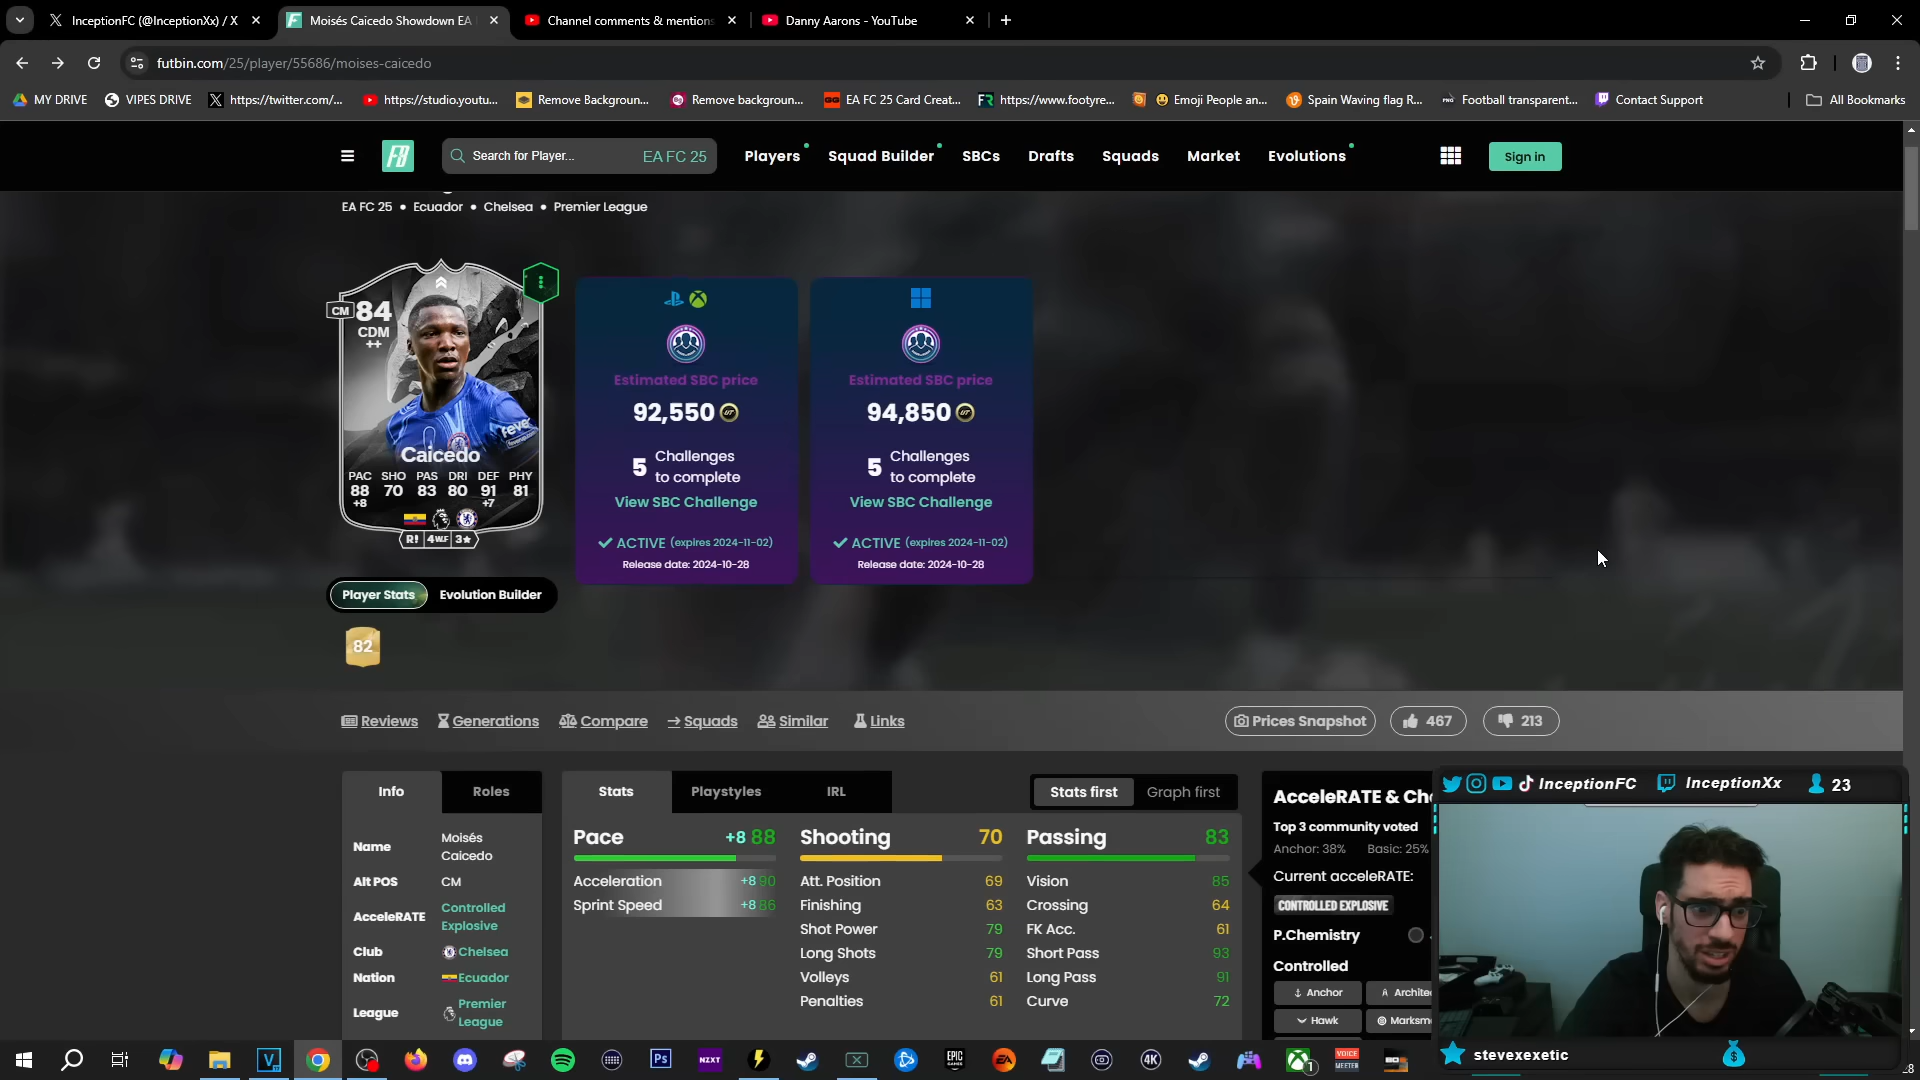 InceptionFC (@InceptionXx) / X
Moisés Caicedo Showdown EA
Channel comments & mentions
Danny Aarons - YouTube
futbin.com/25/player/55686/moises-caicedo
MY DRIVE
VIPES DRIVE
https://twitter.com/...
https://studio.youtu...
Remove Backgroun...
Remove backgroun...
EA FC 25 Card Creat...
https://www.footyre...
Emoji People an...
Spain Waving flag R...
Football transparent...
Contact Support
All Bookmarks
Search for Player... EA FC 25
Players
Squad Builder
SBCs
Drafts
Squads
Market
Evolutions
Sign in
EA FC 25 • Ecuador • Chelsea • Premier League
CM 84
CDM
++
Caicedo
PAC SHO PAS DRI DEF PHY
88 70 83 80 91 81
+8 +7
R! 4 W.F 3★
Estimated SBC price
92,550
5 Challenges to complete
View SBC Challenge
ACTIVE (expires 2024-11-02)
Release date: 2024-10-28
Estimated SBC price
94,850
5 Challenges to complete
View SBC Challenge
ACTIVE (expires 2024-11-02)
Release date: 2024-10-28
Player Stats
Evolution Builder
82
Reviews
Generations
Compare
Squads
Similar
Links
Prices Snapshot
467
213
Info
Roles
Name Moisés Caicedo
Alt POS CM
AcceleRATE Controlled Explosive
Club Chelsea
Nation Ecuador
League Premier League
Stats
Playstyles
IRL
Stats first
Graph first
Pace +8 88
Acceleration +8 90
Sprint Speed +8 86
Shooting 70
Att. Position 69
Finishing 63
Shot Power 79
Long Shots 79
Volleys 61
Penalties 61
Passing 83
Vision 85
Crossing 64
FK Acc. 61
Short Pass 93
Long Pass 91
Curve 72
AcceleRATE & Ch
Top 3 community voted
Anchor: 38% Basic: 25%
Current acceleRATE:
CONTROLLED EXPLOSIVE
P.Chemistry
Controlled
Anchor
Archite
Hawk
Marksm
InceptionFC
InceptionXx
23
stevexexetic